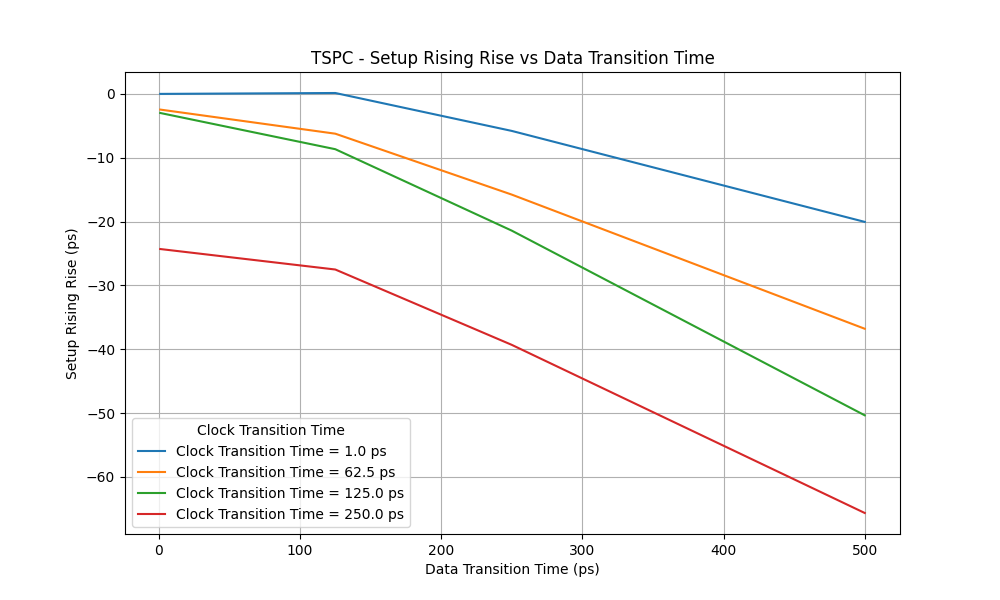 TSPC - Setup Rising Rise vs Data Transition Time
Setup Rising Rise (ps)
0
−10
−20
−30
−40
−50
−60
Clock Transition Time
Clock Transition Time = 1.0 ps
Clock Transition Time = 62.5 ps
Clock Transition Time = 125.0 ps
Clock Transition Time = 250.0 ps
0 100 200 300 400 500
Data Transition Time (ps)